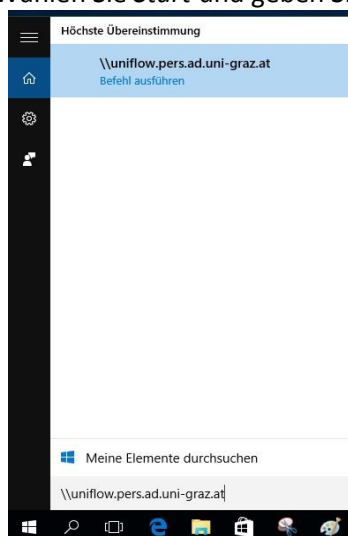 Höchste Übereinstimmung
\\uniflow.pers.ad.uni-graz.at
Befehl ausführen
Meine Elemente durchsuchen
\\uniflow.pers.ad.uni-graz.at